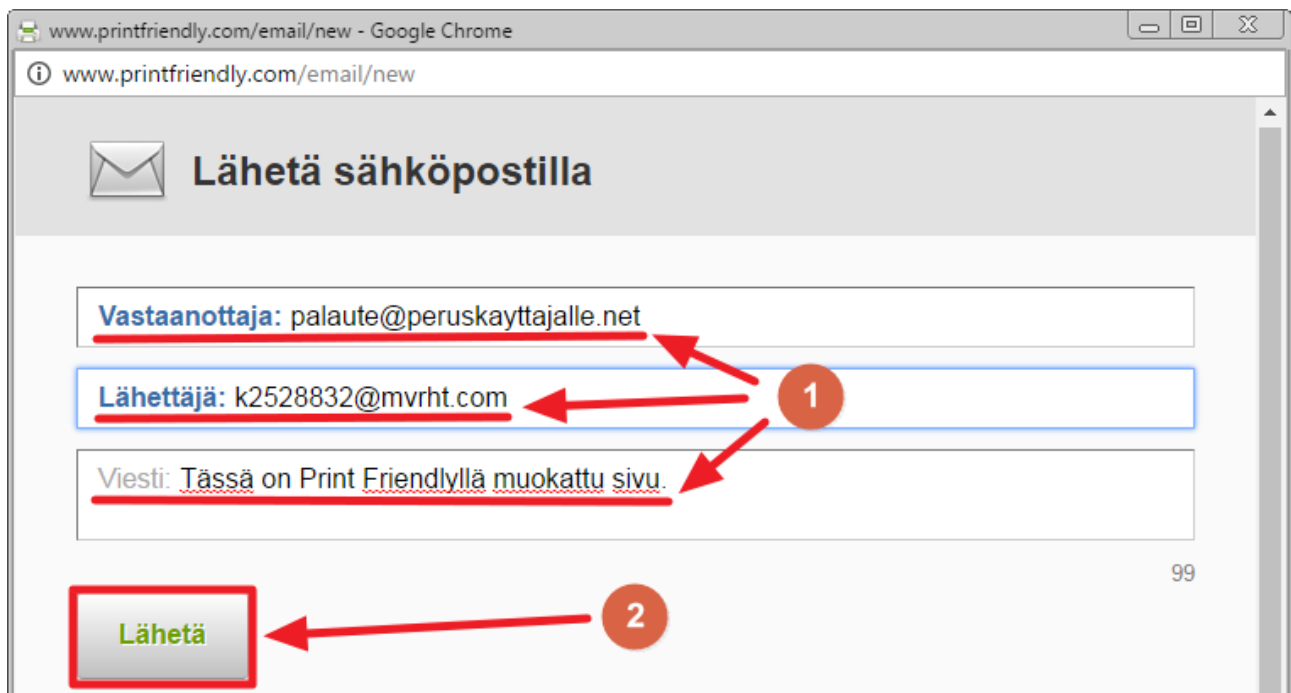 www.printfriendly.com/email/new - Google Chrome
www.printfriendly.com/email/new
Lähetä sähköpostilla
Vastaanottaja: palaute@peruskayttajalle.net
Lähettäjä: k2528832@mvrht.com
1
Viesti: Tässä on Print Friendlyllä muokattu sivu.
99
Lähetä
2